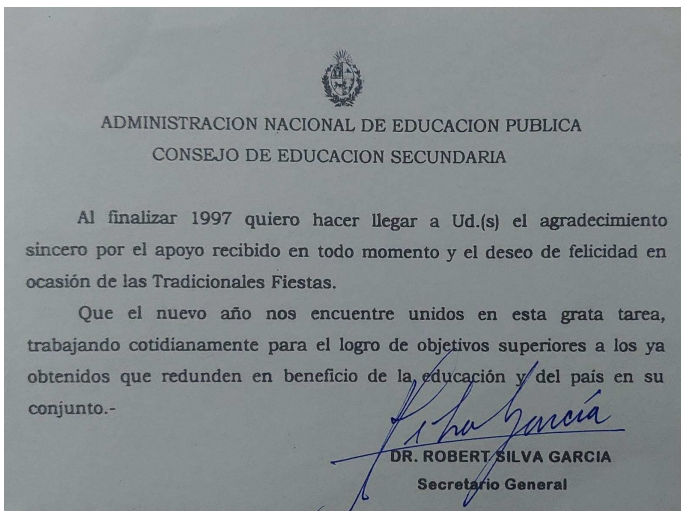 ADMINISTRACION NACIONAL DE EDUCACION PUBLICA
CONSEJO DE EDUCACION SECUNDARIA
Al finalizar 1997 quiero hacer llegar a Ud.(s) el agradecimiento
sincero por el apoyo recibido en todo momento y el deseo de felicidad en
ocasión de las Tradicionales Fiestas.
Que el nuevo año nos encuentre unidos en esta grata tarea,
trabajando cotidianamente para el logro de objetivos superiores a los ya
obtenidos que redunden en beneficio de la educación y del país en su
conjunto.-
García
DR. ROBERT SILVA GARCIA
Secretario General